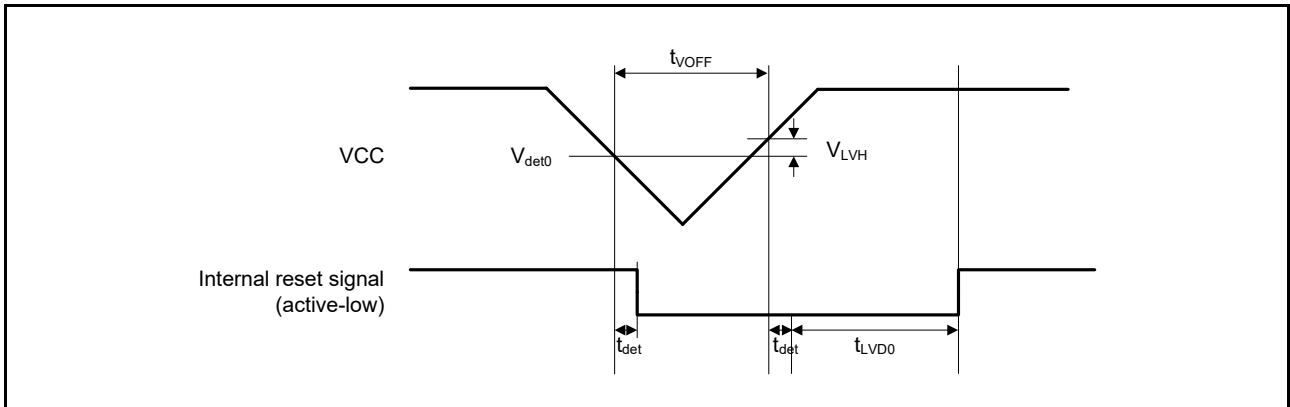 tVOFF
VCC
Vdet0
VLVH
Internal reset signal
(active-low)
tdet
tdet
tLVD0